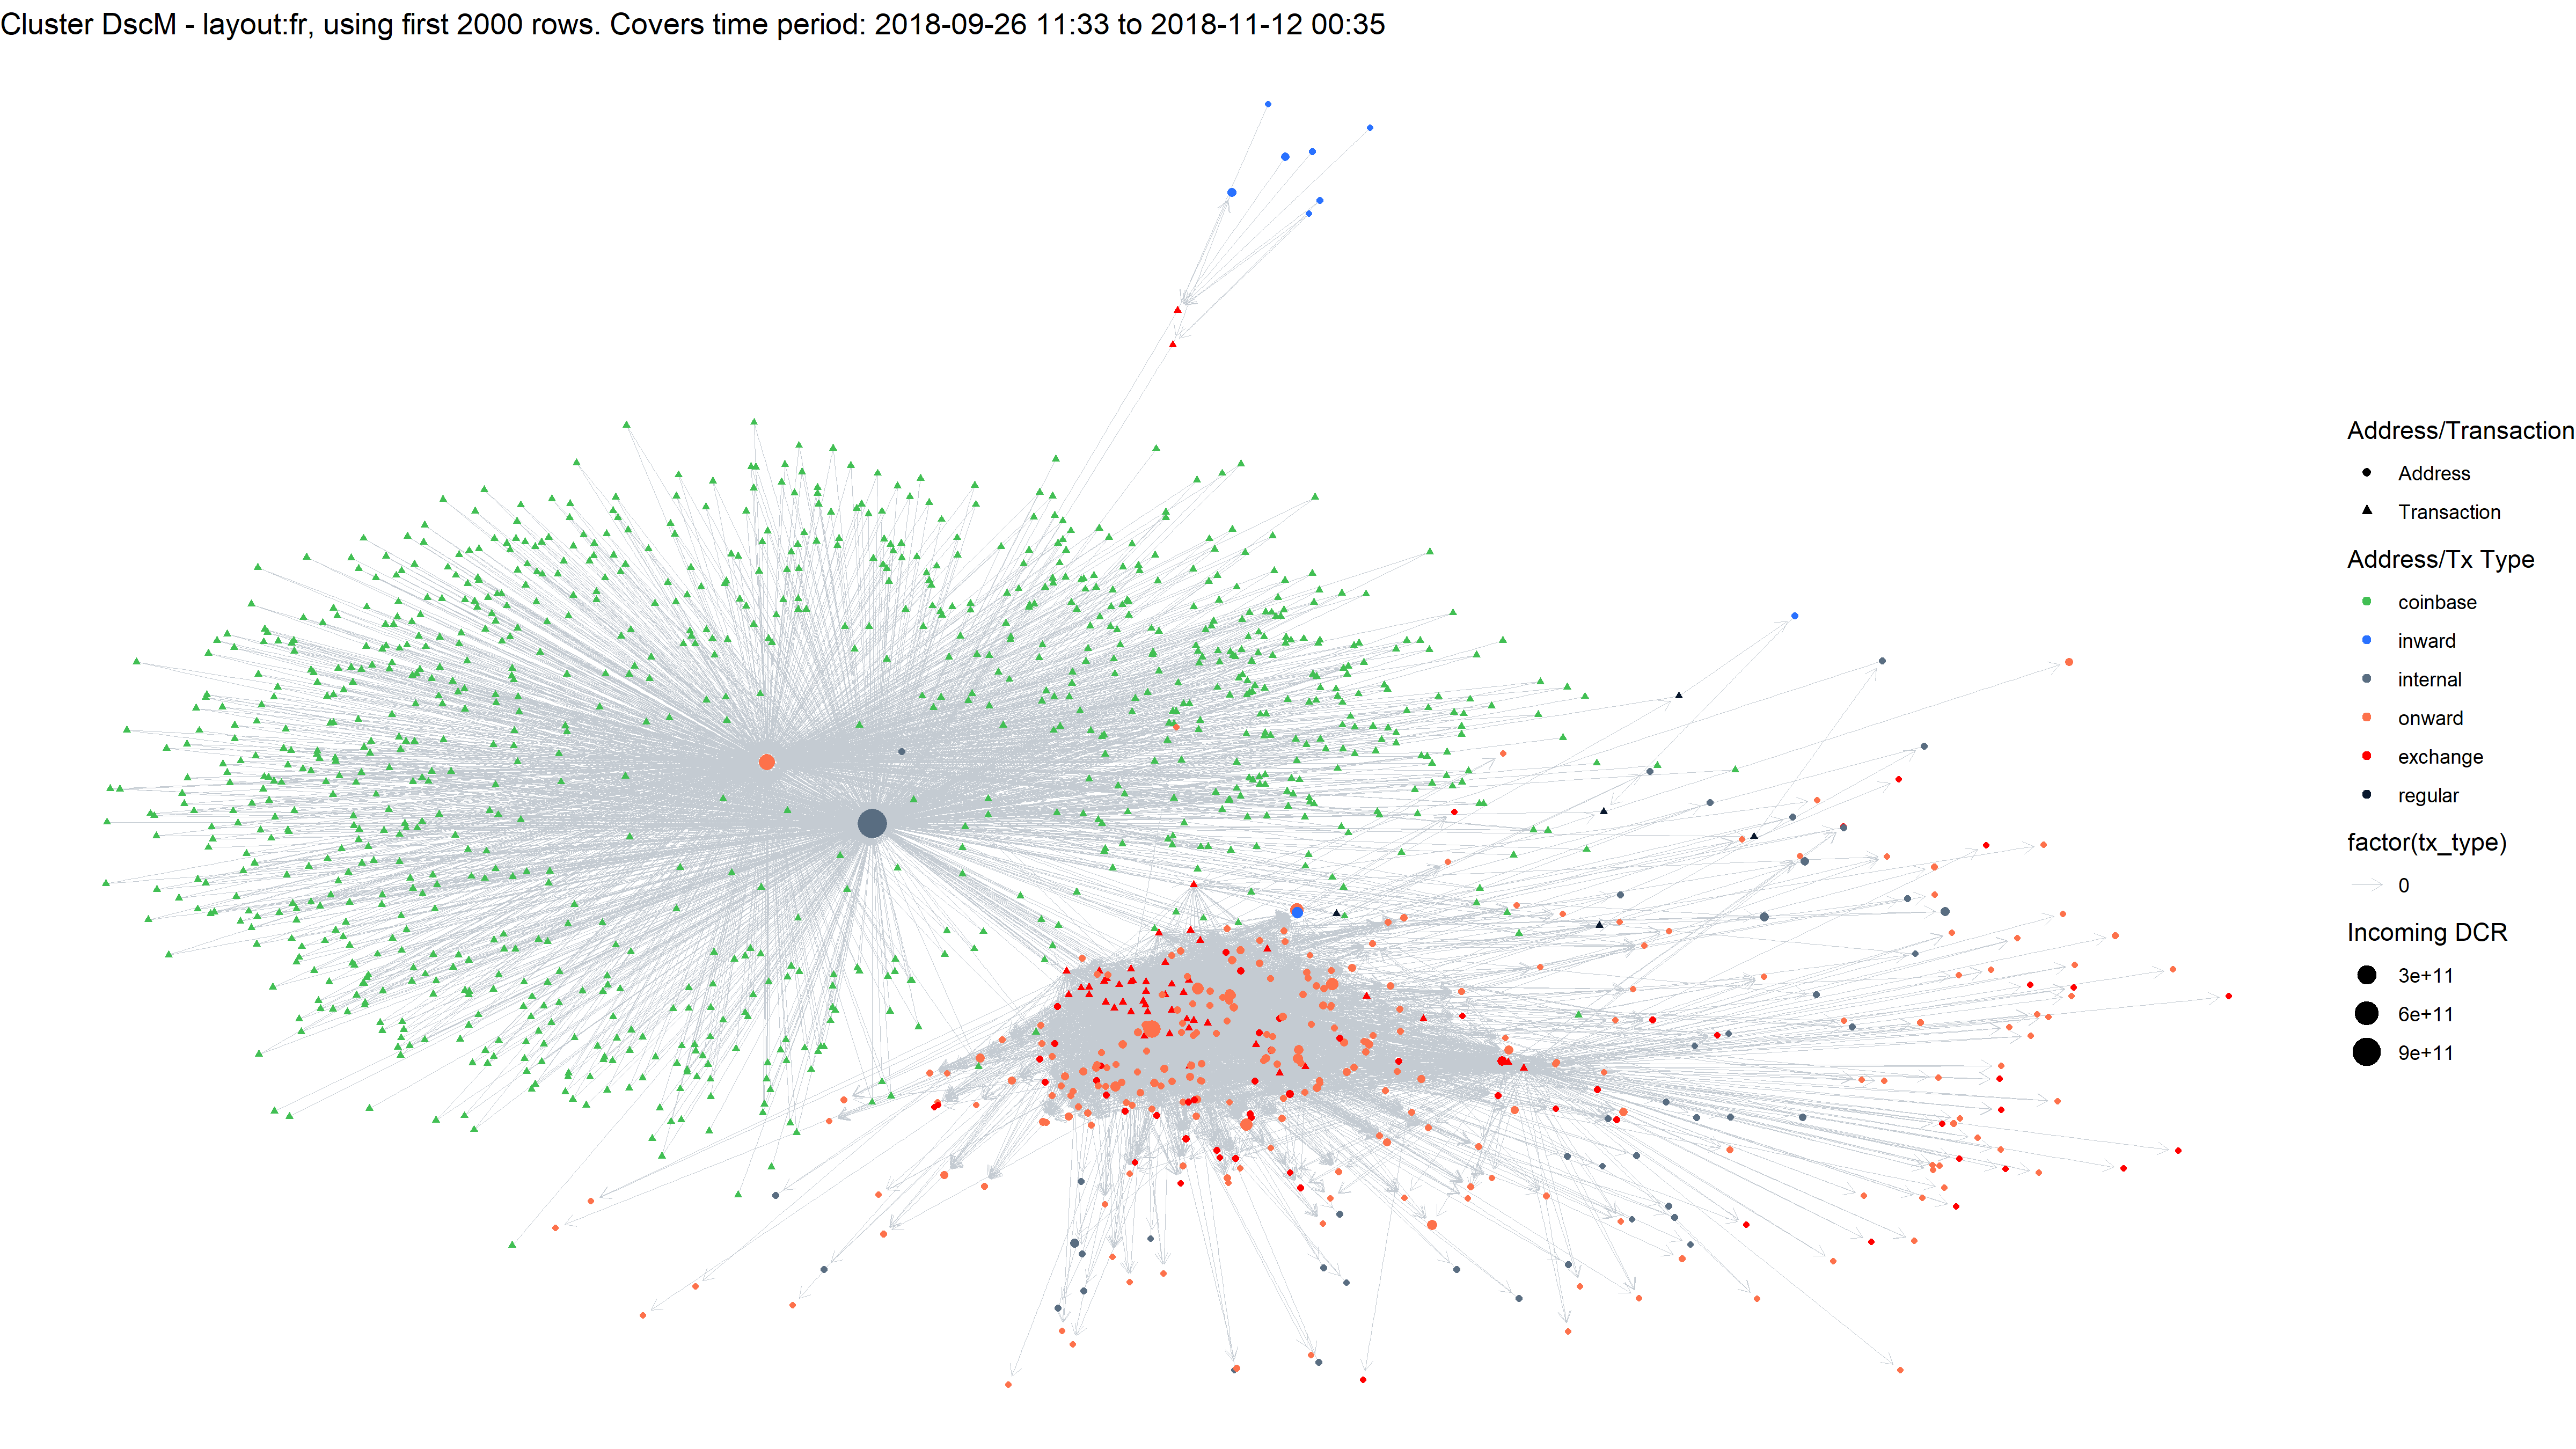 Cluster DscM - layout:fr, using first 2000 rows. Covers time period: 2018-09-26 11:33 to 2018-11-12 00:35
Address/Transaction
Address
Transaction
Address/Tx Type
coinbase
inward
internal
onward
exchange
regular
factor(tx_type)
0
Incoming DCR
3e+11
6e+11
9e+11